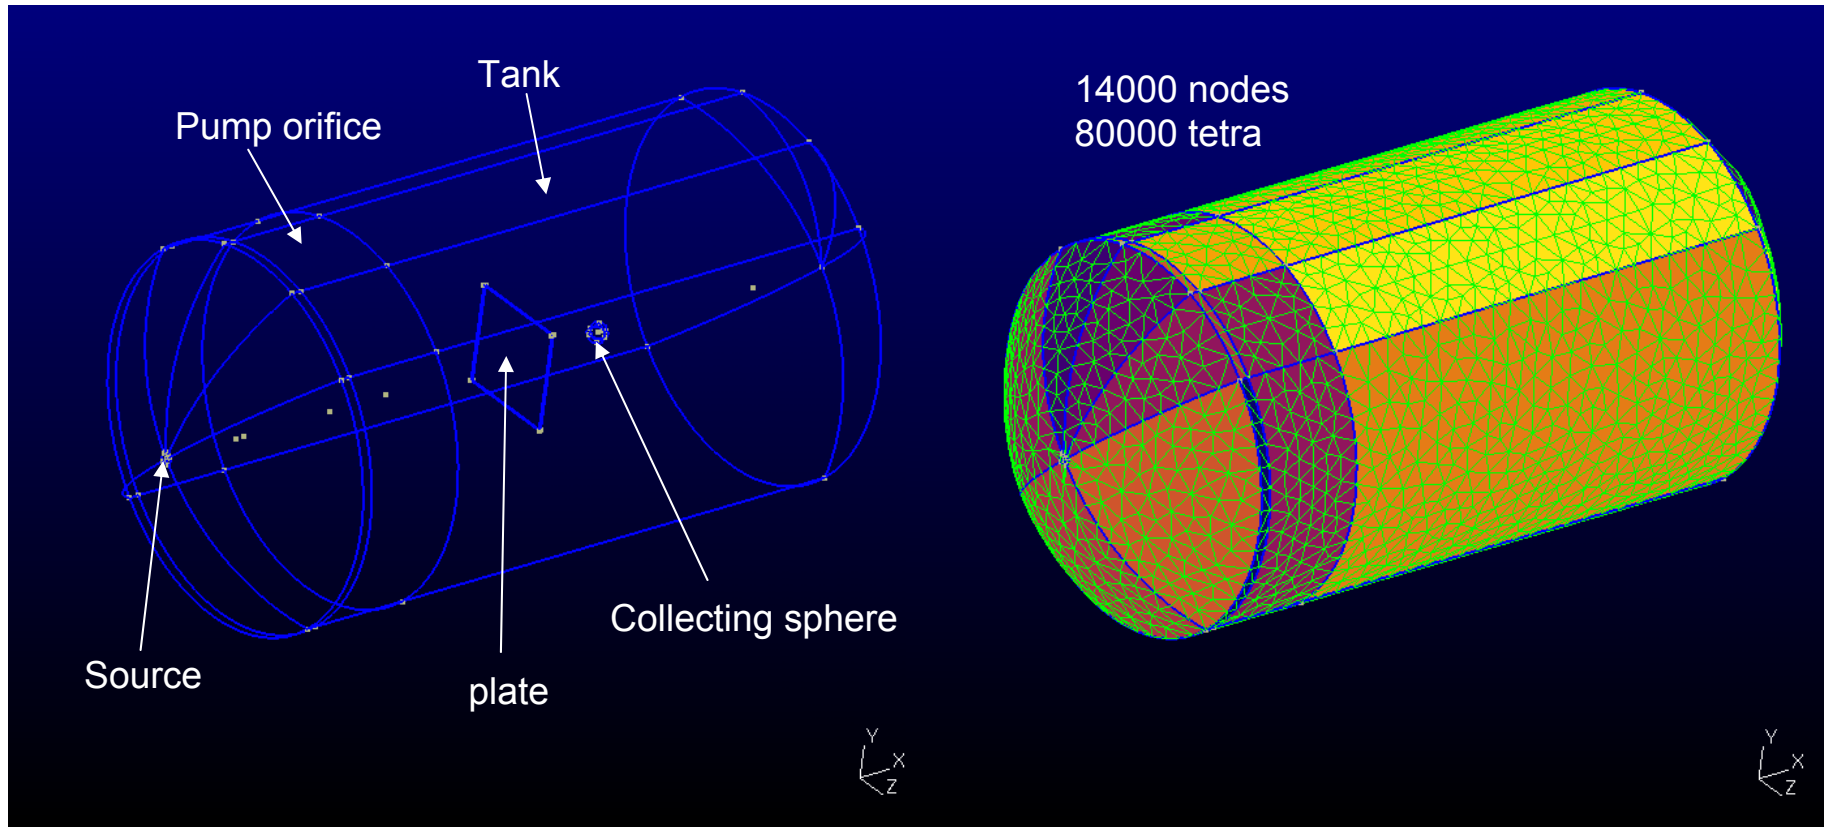 Tank
Pump orifice
Collecting sphere
Source
plate
Y
X
Z
14000 nodes
80000 tetra
Y
X
Z